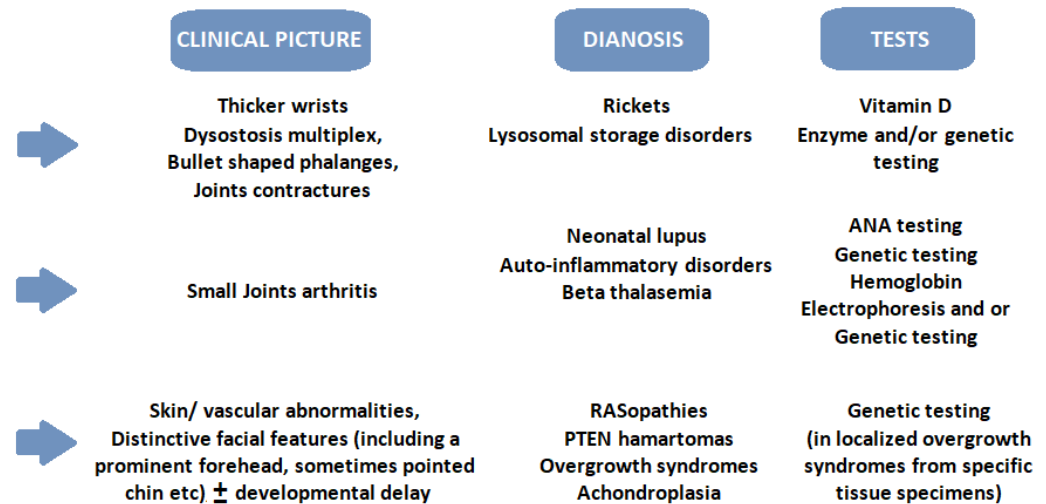 CLINICAL PICTURE
DIANOSIS
TESTS
Thicker wrists
Dysostosis multiplex,
Bullet shaped phalanges,
Joints contractures
Rickets
Lysosomal storage disorders
Vitamin D
Enzyme and/or genetic
testing
Small Joints arthritis
Neonatal lupus
Auto-inflammatory disorders
Beta thalasemia
ANA testing
Genetic testing
Hemoglobin
Electrophoresis and or
Genetic testing
Skin/ vascular abnormalities,
Distinctive facial features (including a
prominent forehead, sometimes pointed
chin etc) ± developmental delay
RASopathies
PTEN hamartomas
Overgrowth syndromes
Achondroplasia
Genetic testing
(in localized overgrowth
syndromes from specific
tissue specimens)